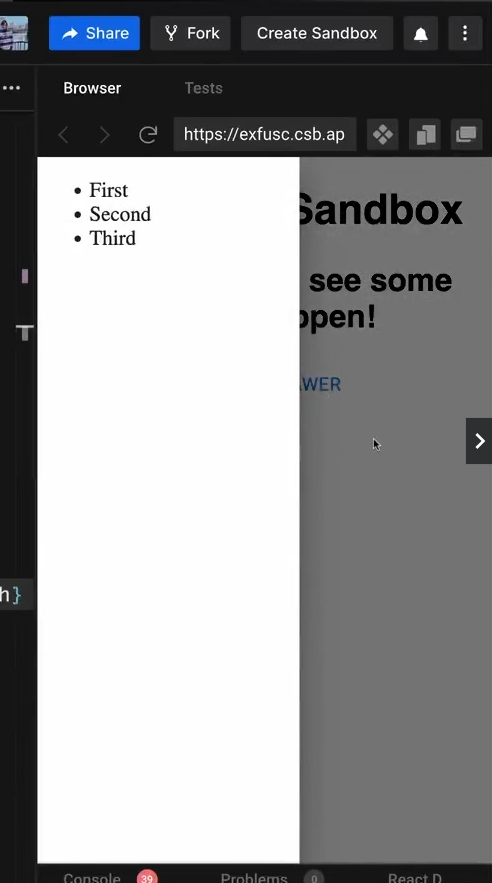 Share Fork Create Sandbox
Browser Tests
https://exfusc.csb.ap
First
Second
Third
Sandbox
see some
ppen!
WER
T
h}
Console 39 Problems 0 React D